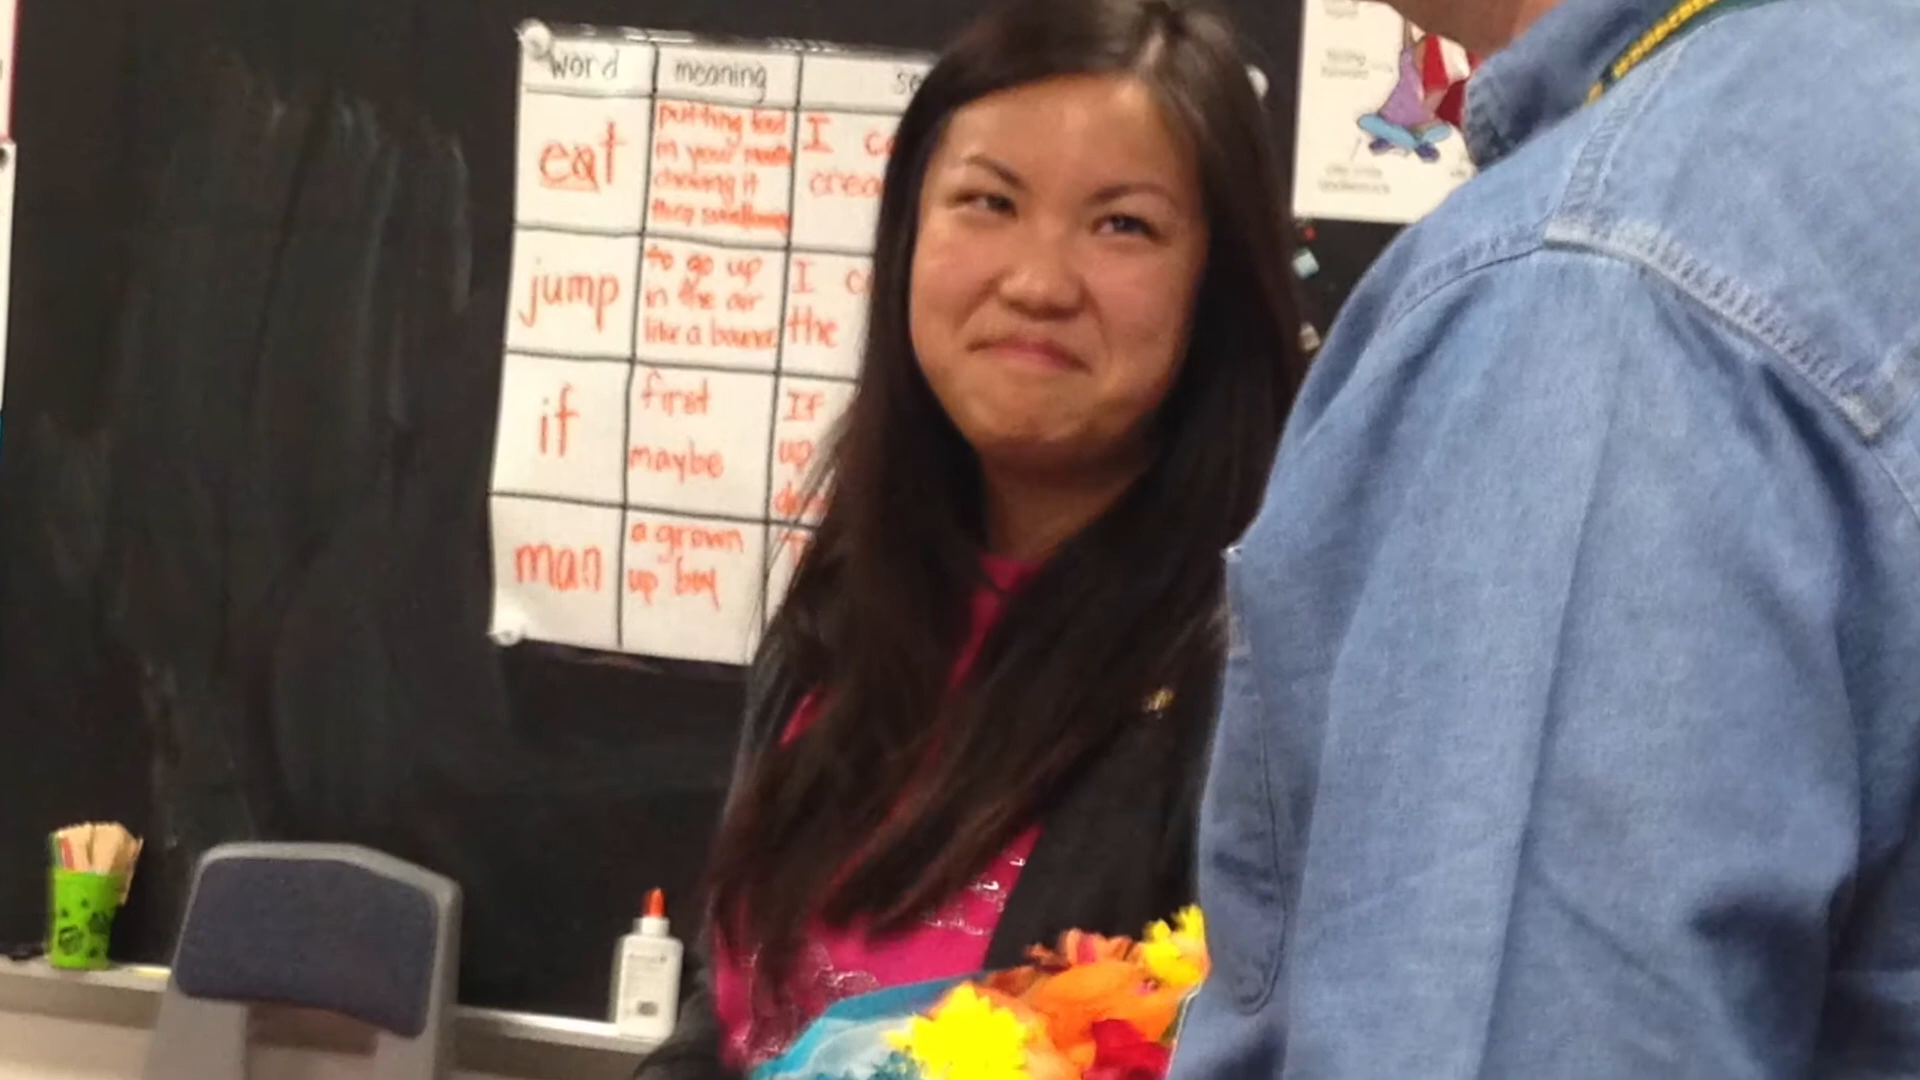 word meaning
eat
putting food
in your mouth
chewing it
then swallowing
I
jump
to go up
in the air
like a bounce
I
the
if
first
maybe
If
up
man
a grown
up boy